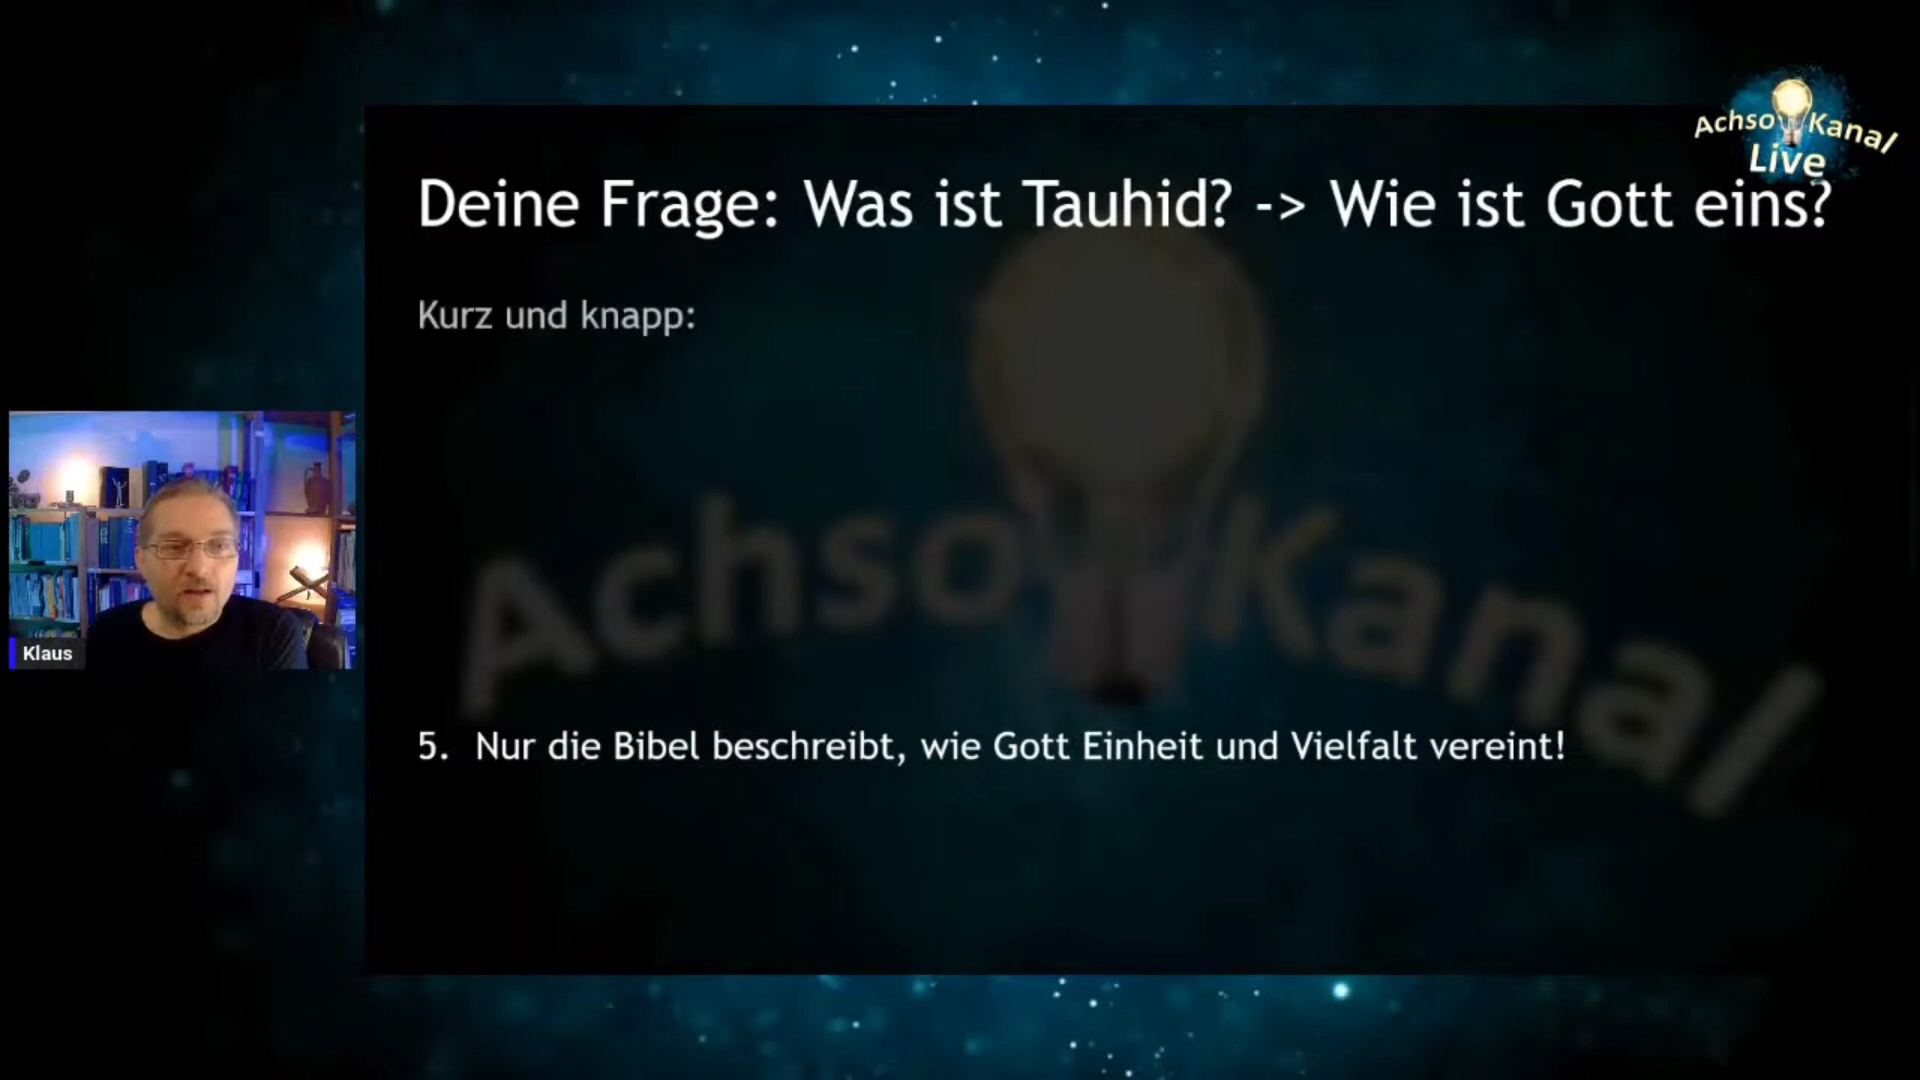 Achso Kanal
Live
Deine Frage: Was ist Tauhid? -> Wie ist Gott eins?
Kurz und knapp:
Achso Kanal
Klaus
5. Nur die Bibel beschreibt, wie Gott Einheit und Vielfalt vereint!